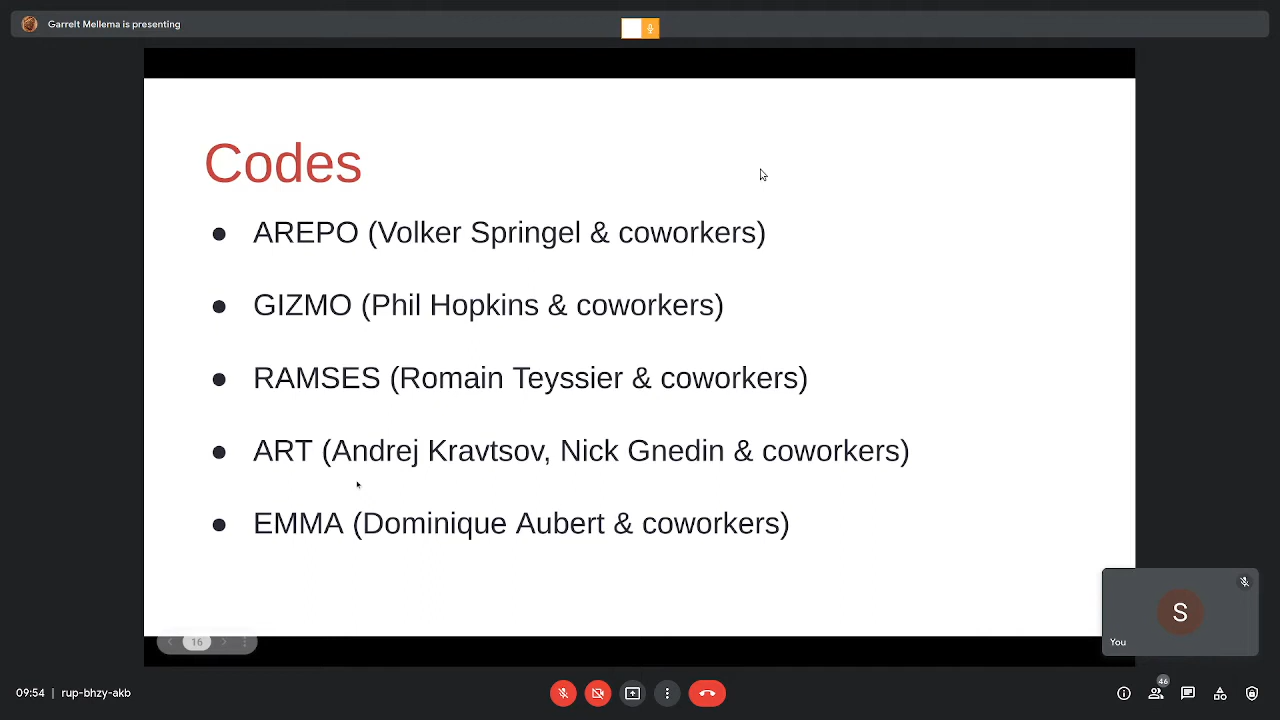 Garrelt Mellema is presenting
Codes
● AREPO (Volker Springel & coworkers)
● GIZMO (Phil Hopkins & coworkers)
● RAMSES (Romain Teyssier & coworkers)
● ART (Andrej Kravtsov, Nick Gnedin & coworkers)
● EMMA (Dominique Aubert & coworkers)
16
S
You
09:54 | rup-bhzy-akb
46